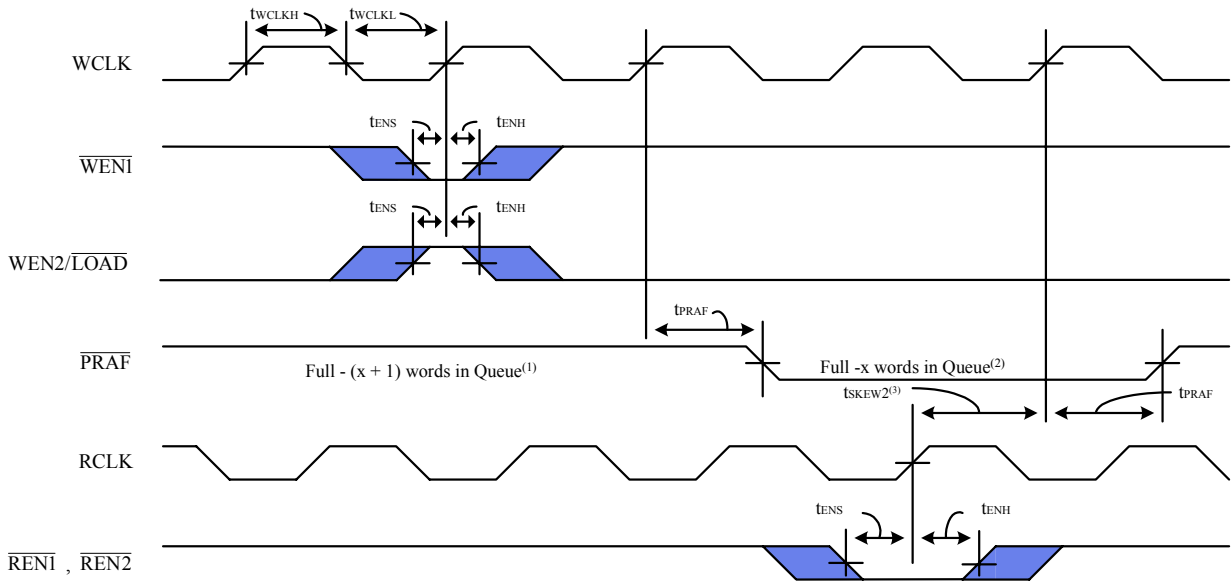 tWCLKH tWCLKL
WCLK
tENS tENH
WEN1
tENS tENH
WEN2/LOAD
tPRAF
PRAF
Full - (x + 1) words in Queue(1) Full -x words in Queue(2)
tSKEW2(3) tPRAF
RCLK
tENS tENH
REN1 , REN2